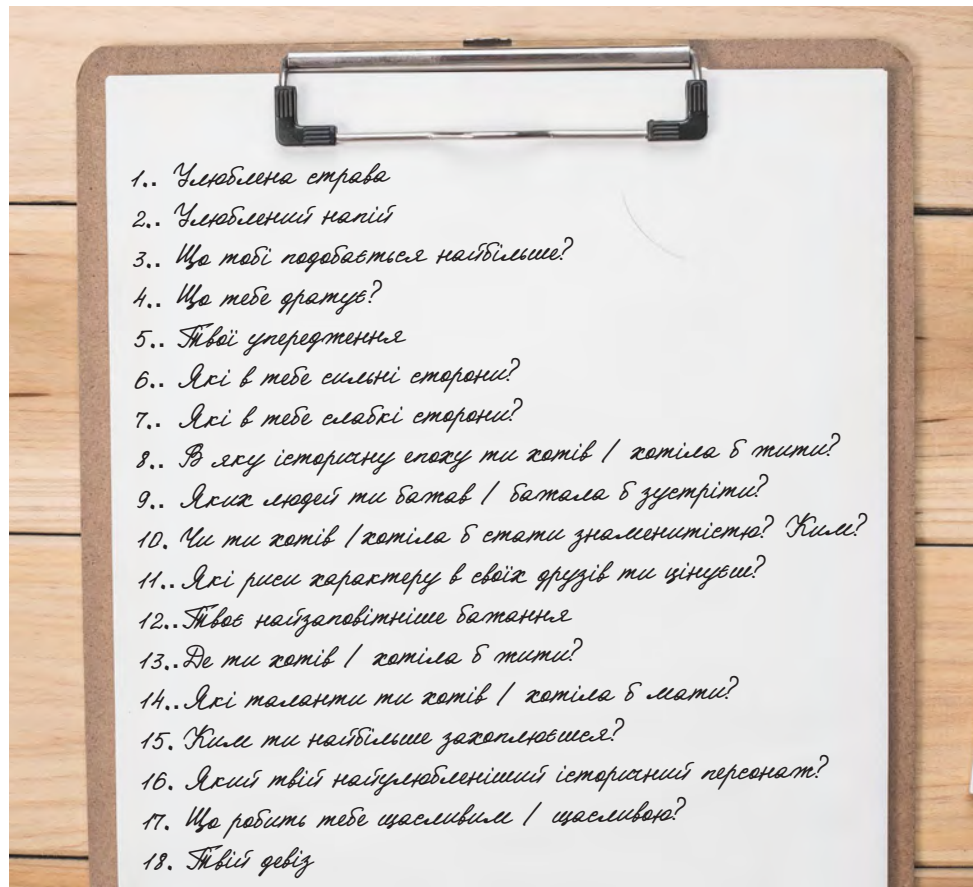 1.. Улюблена страва
2.. Улюблений напій
3.. Що тобі подобається найбільше?
4.. Що тебе дратує?
5.. Твої упередження
6.. Які в тебе сильні сторони?
7.. Які в тебе слабкі сторони?
8.. В яку історичну епоху ти хотів / хотіла б жити?
9.. Яких людей ти бажав / бажала б зустріти?
10. Чи ти хотів / хотіла б стати знаменитістю? Ким?
11.. Які риси характеру в своїх друзів ти цінуєш?
12.. Твоє найзаповітніше бажання
13.. Де ти хотів / хотіла б жити?
14.. Які таланти ти хотів / хотіла б мати?
15. Ким ти найбільше захоплюєшся?
16. Який твій найулюбленіший історичний персонаж?
17. Що робить тебе щасливим / щасливою?
18. Твій девіз